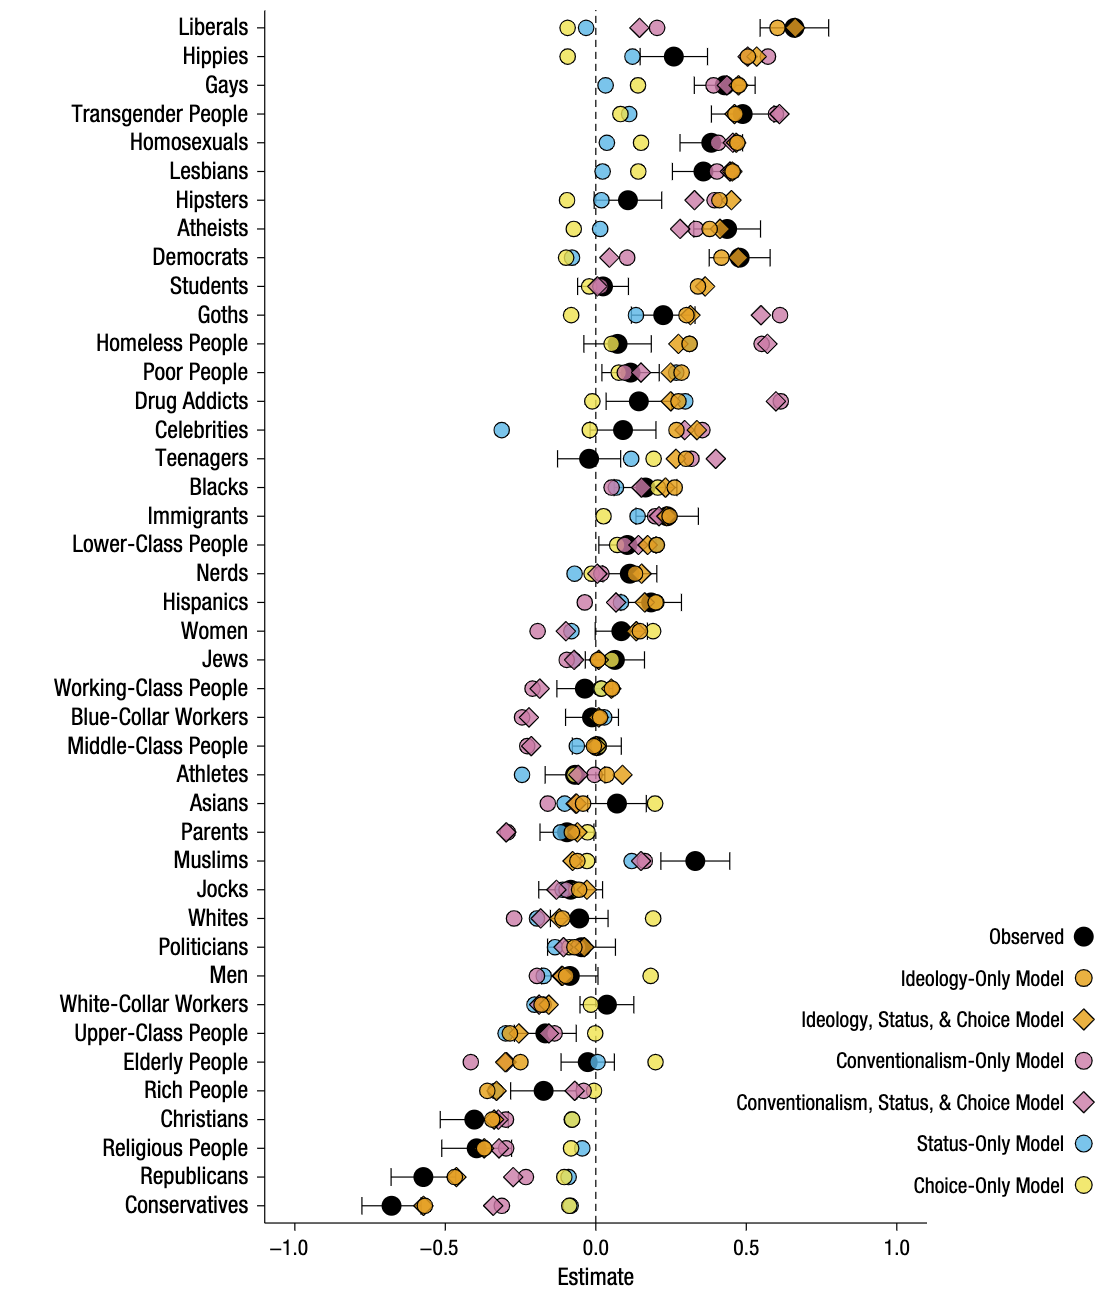 Liberals
Hippies
Gays
Transgender People
Homosexuals
Lesbians
Hipsters
Atheists
Democrats
Students
Goths
Homeless People
Poor People
Drug Addicts
Celebrities
Teenagers
Blacks
Immigrants
Lower-Class People
Nerds
Hispanics
Women
Jews
Working-Class People
Blue-Collar Workers
Middle-Class People
Athletes
Asians
Parents
Muslims
Jocks
Whites
Politicians
Men
White-Collar Workers
Upper-Class People
Elderly People
Rich People
Christians
Religious People
Republicans
Conservatives
Observed
Ideology-Only Model
Ideology, Status, & Choice Model
Conventionalism-Only Model
Conventionalism, Status, & Choice Model
Status-Only Model
Choice-Only Model
−1.0 −0.5 0.0 0.5 1.0
Estimate